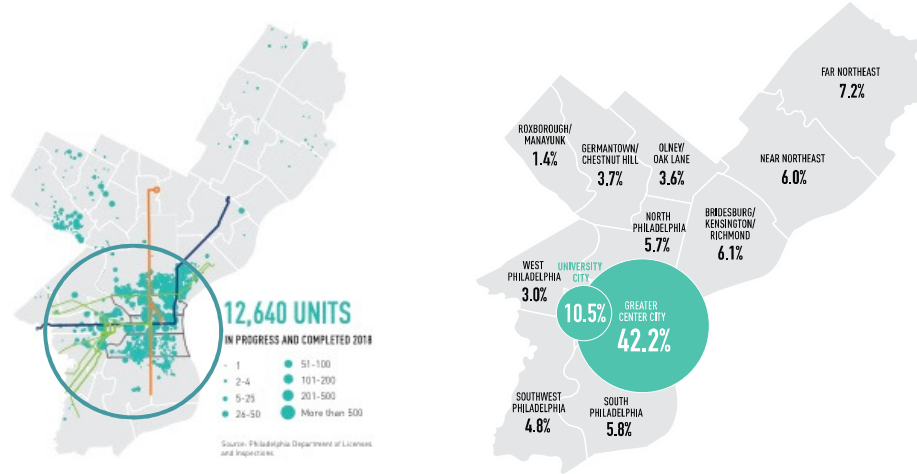 12,640 UNITS
IN PROGRESS AND COMPLETED 2018
1
2-4
5-25
26-50
51-100
101-200
201-500
More than 500
Source: Philadelphia Department of Licenses
and Inspections
FAR NORTHEAST
7.2%
ROXBOROUGH/
MANAYUNK
1.4%
GERMANTOWN/
CHESTNUT HILL
3.7%
OLNEY/
OAK LANE
3.6%
NEAR NORTHEAST
6.0%
NORTH
PHILADELPHIA
5.7%
BRIDESBURG/
KENSINGTON/
RICHMOND
6.1%
WEST
PHILADELPHIA
3.0%
UNIVERSITY
CITY
10.5%
GREATER
CENTER CITY
42.2%
SOUTHWEST
PHILADELPHIA
4.8%
SOUTH
PHILADELPHIA
5.8%